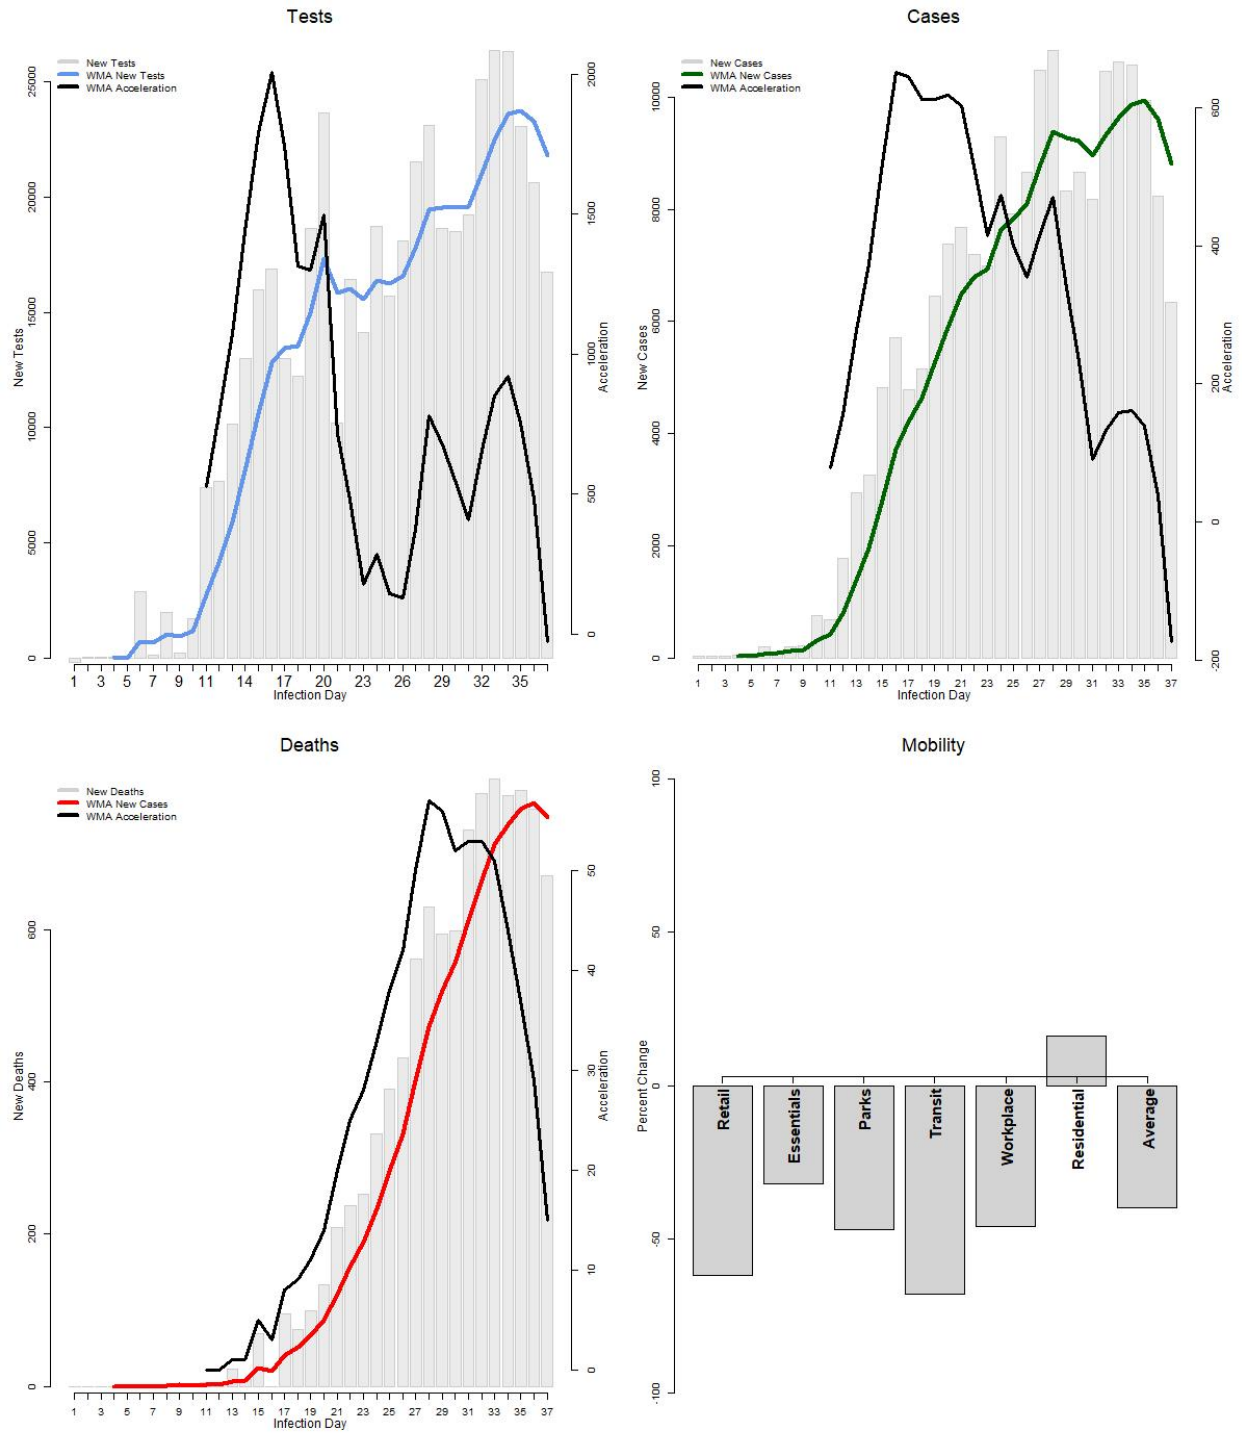 Tests
New Tests
WMA New Tests
WMA Acceleration
New Tests
0
5000
10000
15000
20000
25000
Acceleration
0
500
1000
1500
2000
1 3 5 7 9 11 14 17 20 23 26 29 32 35
Infection Day
Cases
New Cases
WMA New Cases
WMA Acceleration
New Cases
0
2000
4000
6000
8000
10000
Acceleration
-200
0
200
400
600
1 3 5 7 9 11 13 15 17 19 21 23 25 27 29 31 33 35 37
Infection Day
Deaths
New Deaths
WMA New Cases
WMA Acceleration
New Deaths
0
200
400
600
Acceleration
0
10
20
30
40
50
1 3 5 7 9 11 13 15 17 19 21 23 25 27 29 31 33 35 37
Infection Day
Mobility
Percent Change
-100
-50
0
50
100
Retail
Essentials
Parks
Transit
Workplace
Residential
Average